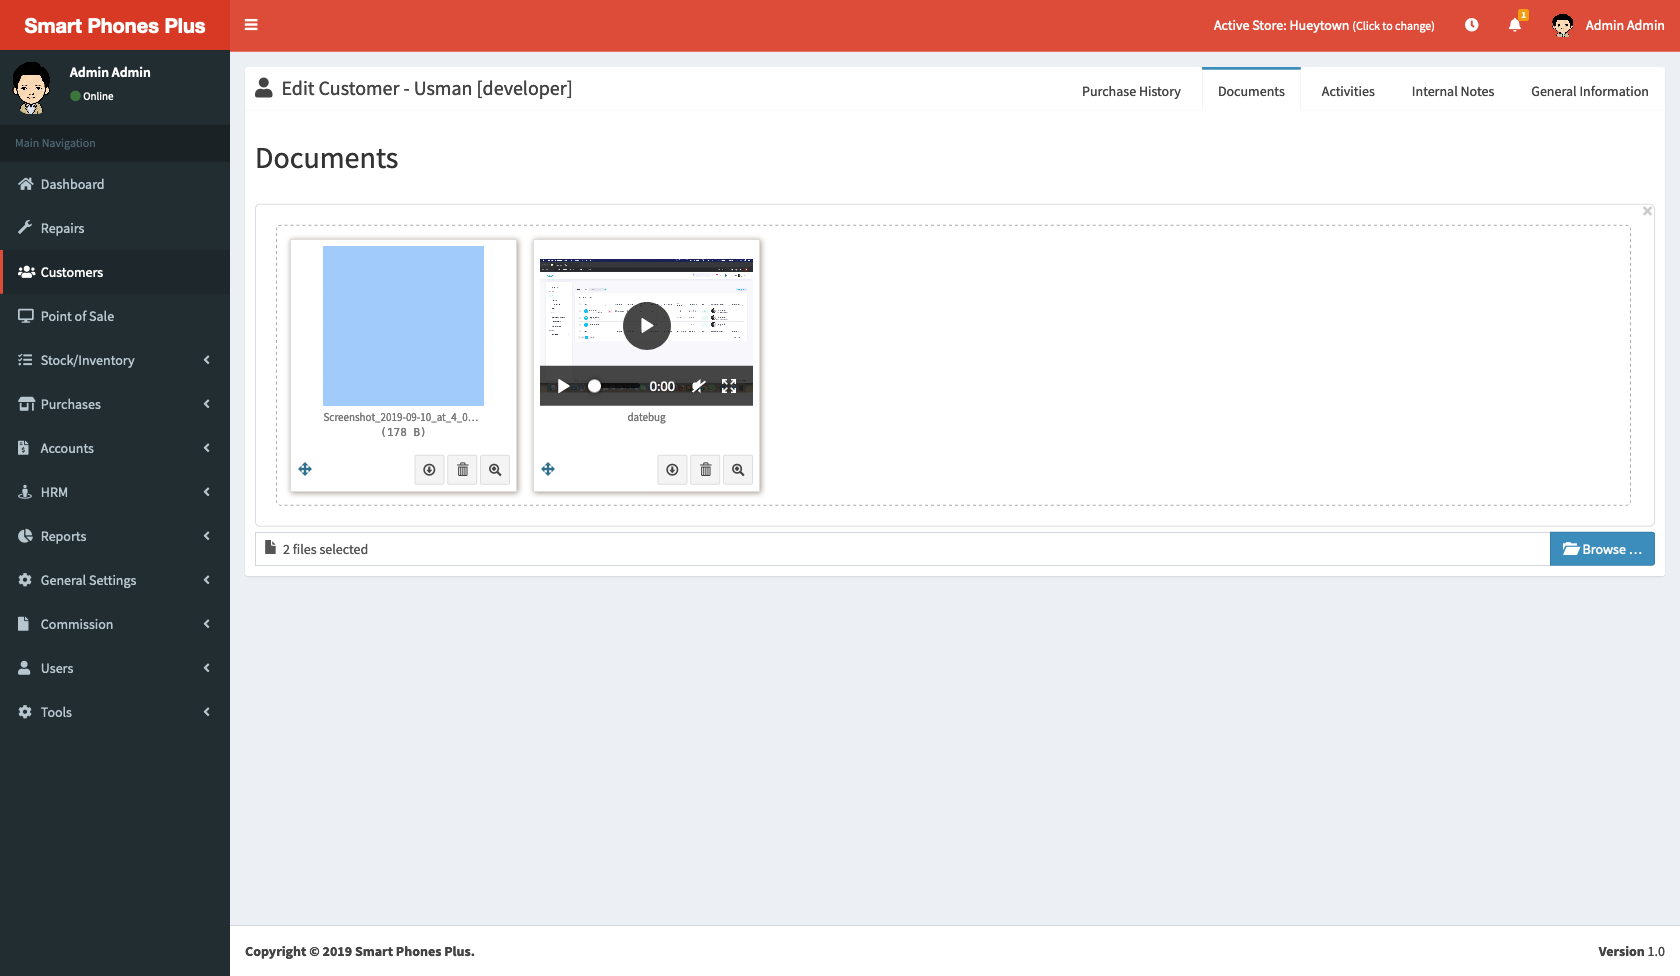 Smart Phones Plus
Active Store: Hueytown (Click to change)
1
Admin Admin
Admin Admin
Online
Main Navigation
Dashboard
Repairs
Customers
Point of Sale
Stock/Inventory
Purchases
Accounts
HRM
Reports
General Settings
Commission
Users
Tools
Edit Customer - Usman [developer]
Purchase History
Documents
Activities
Internal Notes
General Information
Documents
×
Screenshot_2019-09-10_at_4_0...
(178 B)
0:00
datebug
2 files selected
Browse ...
Copyright © 2019 Smart Phones Plus.
Version 1.0